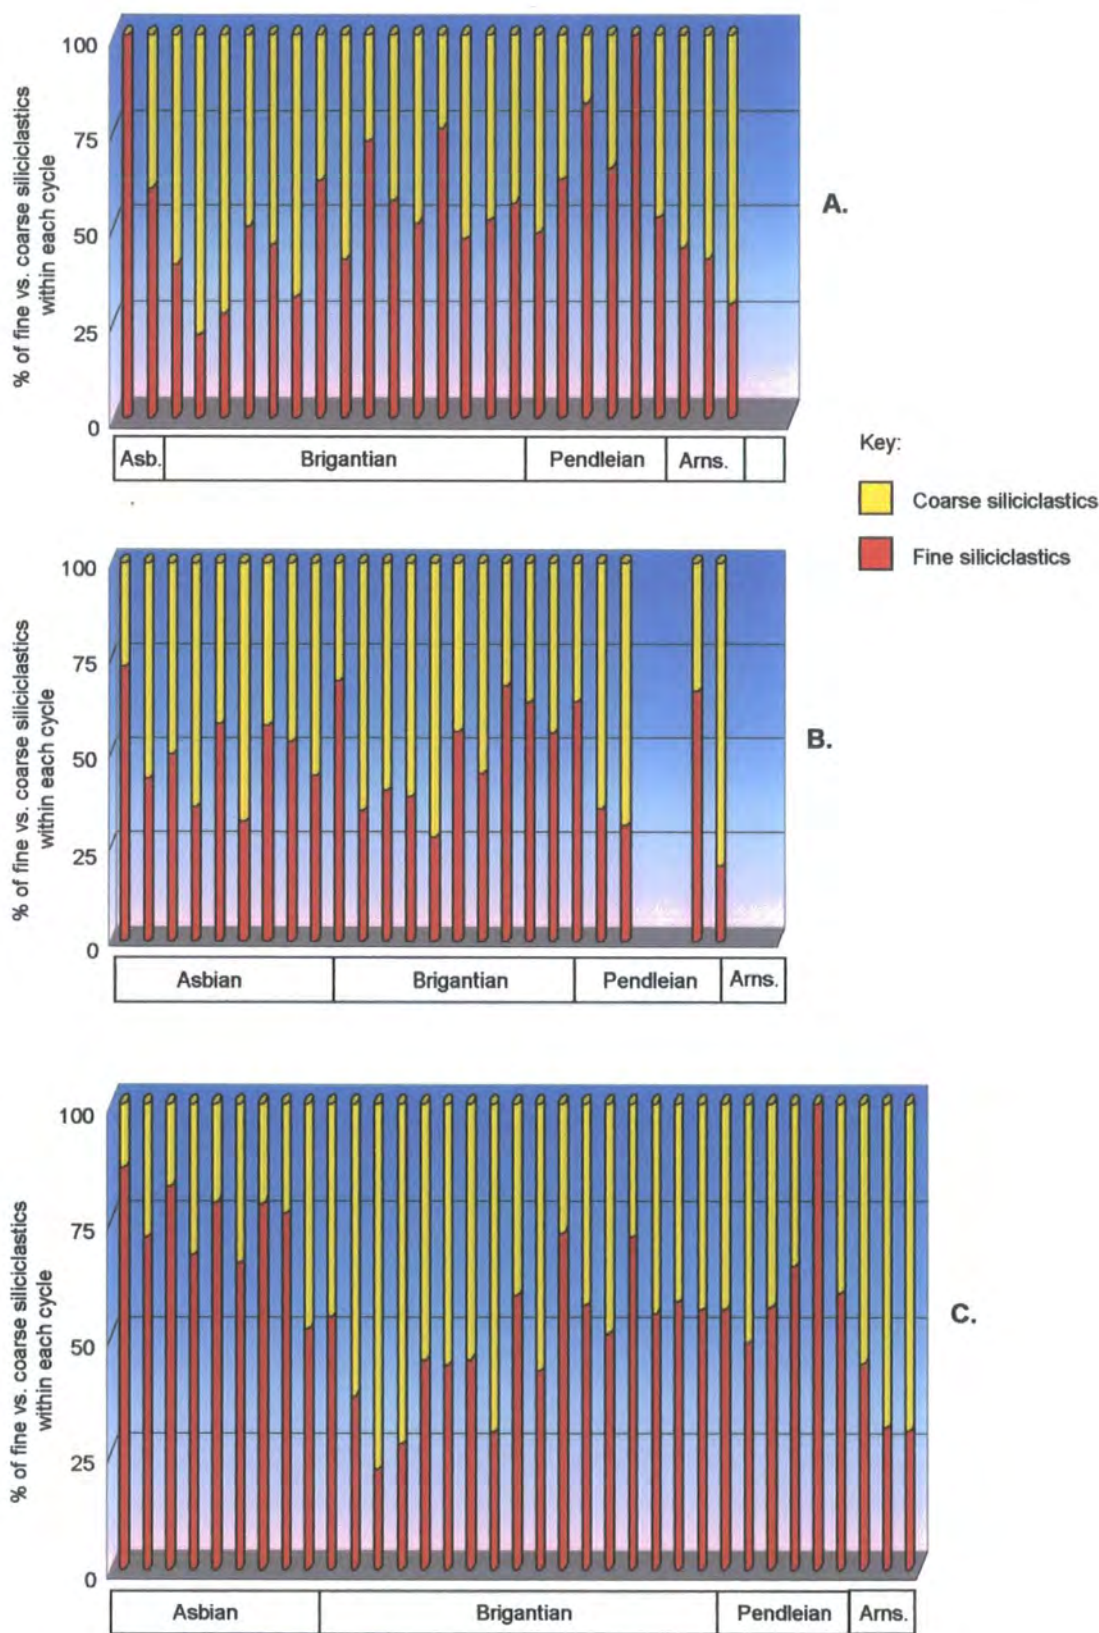 % of fine vs. coarse siliciclastics
within each cycle
100
75
50
25
0
A.
Asb.
Brigantian
Pendleian
Arns.
Key:
Coarse siliciclastics
Fine siliciclastics
% of fine vs. coarse siliciclastics
within each cycle
100
75
50
25
0
B.
Asbian
Brigantian
Pendleian
Arns.
% of fine vs. coarse siliciclastics
within each cycle
100
75
50
25
0
C.
Asbian
Brigantian
Pendleian
Arns.